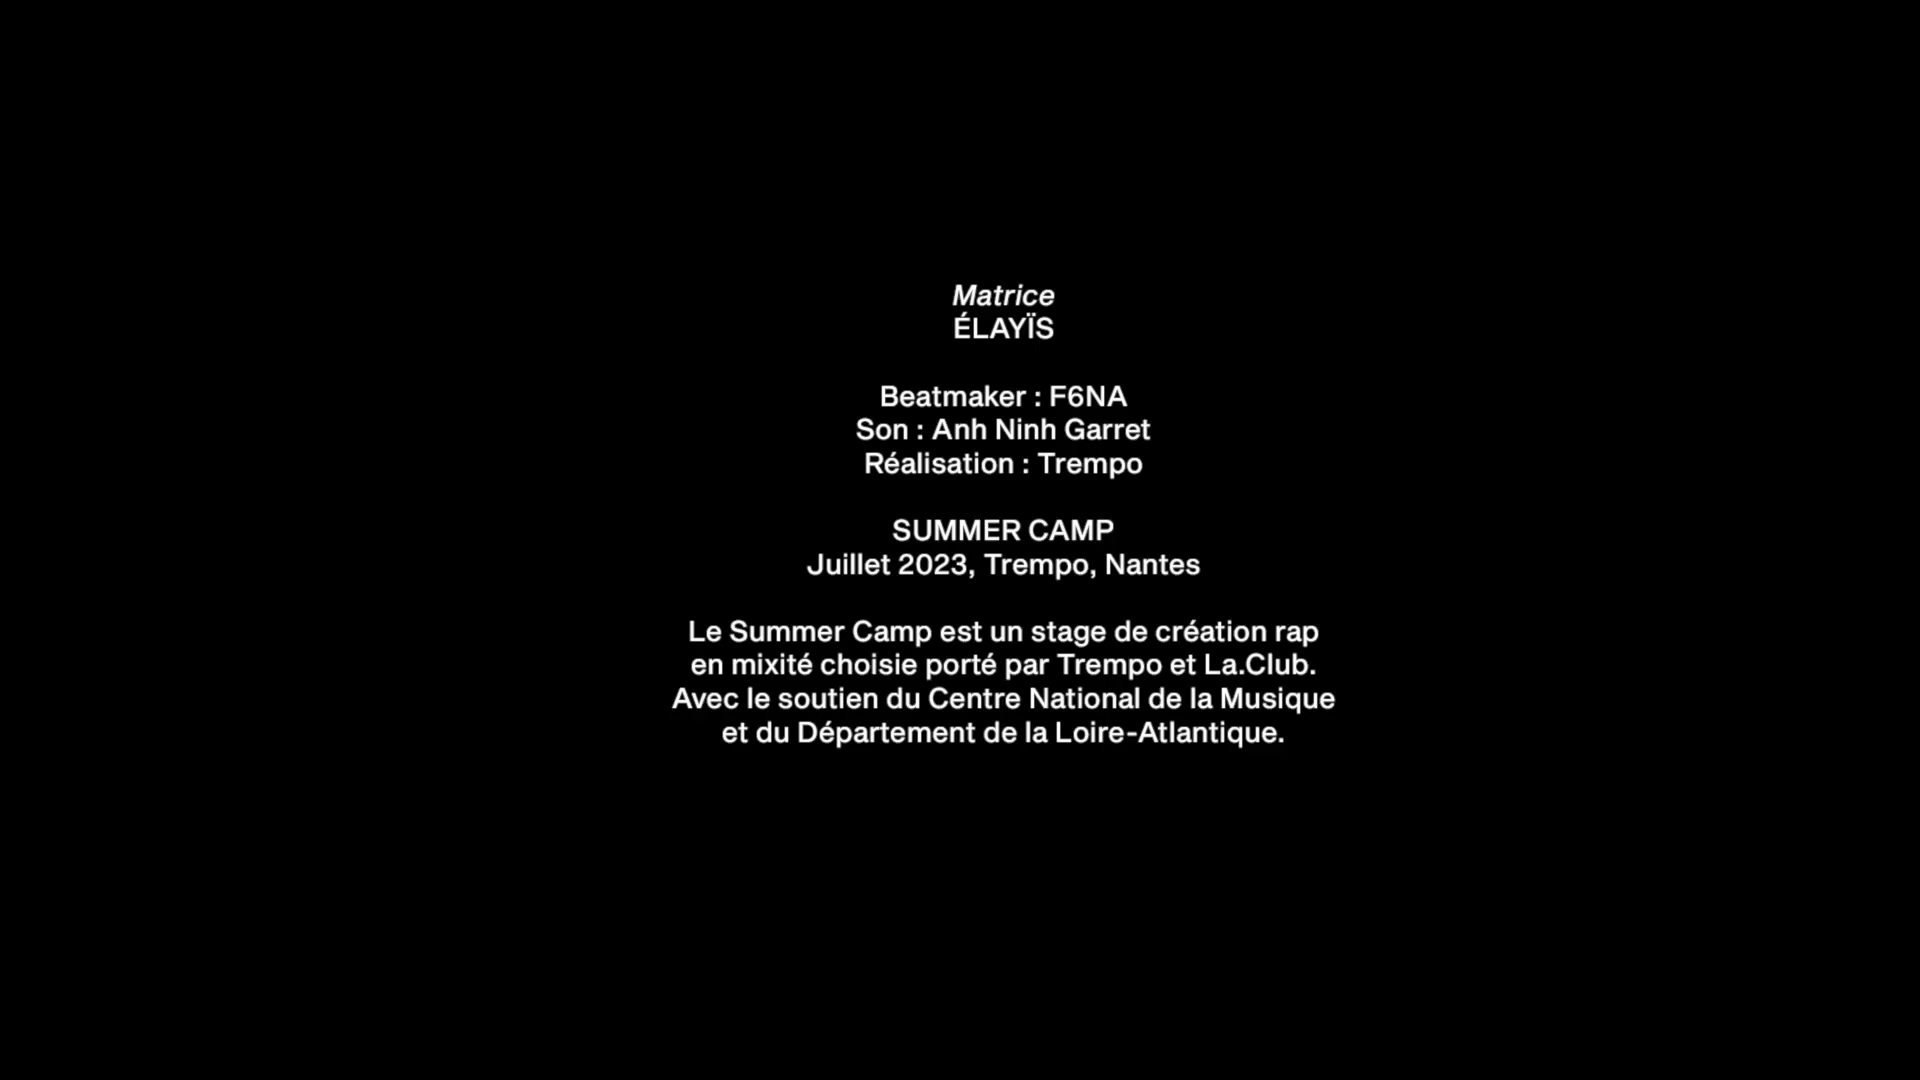 Matrice
ÉLAYÏS
Beatmaker : F6NA
Son : Anh Ninh Garret
Réalisation : Trempo
SUMMER CAMP
Juillet 2023, Trempo, Nantes
Le Summer Camp est un stage de création rap
en mixité choisie porté par Trempo et La.Club.
Avec le soutien du Centre National de la Musique
et du Département de la Loire-Atlantique.